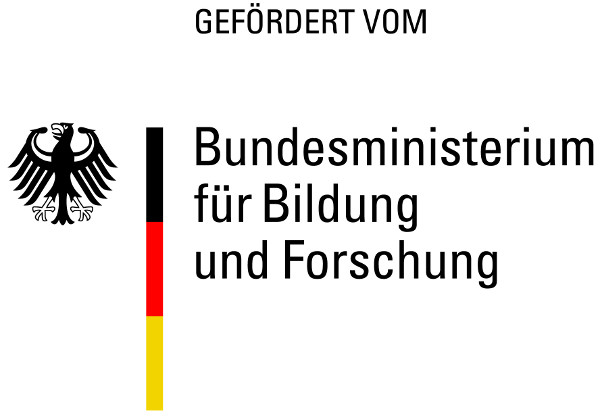 GEFÖRDERT VOM
Bundesministerium
für Bildung
und Forschung